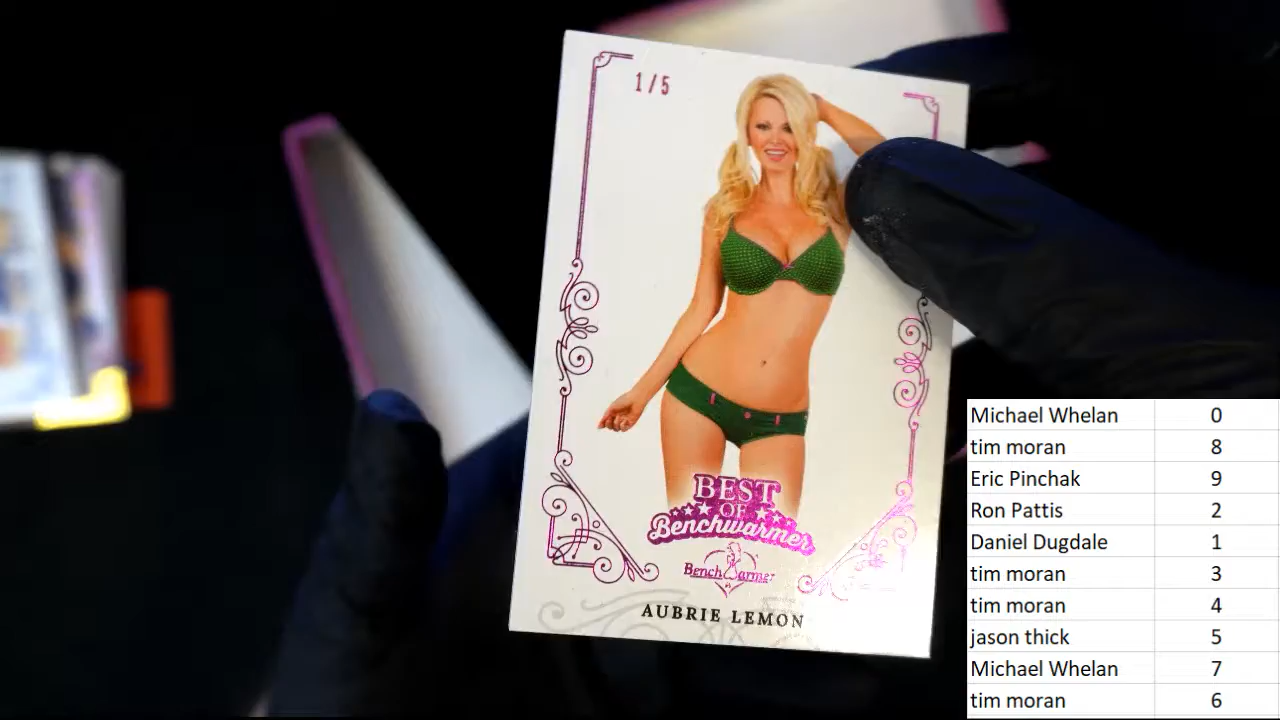 1/5
BEST
OF
Benchwarmer
BenchWarmer
AUBRIE LEMON
Michael Whelan 0
tim moran 8
Eric Pinchak 9
Ron Pattis 2
Daniel Dugdale 1
tim moran 3
tim moran 4
jason thick 5
Michael Whelan 7
tim moran 6